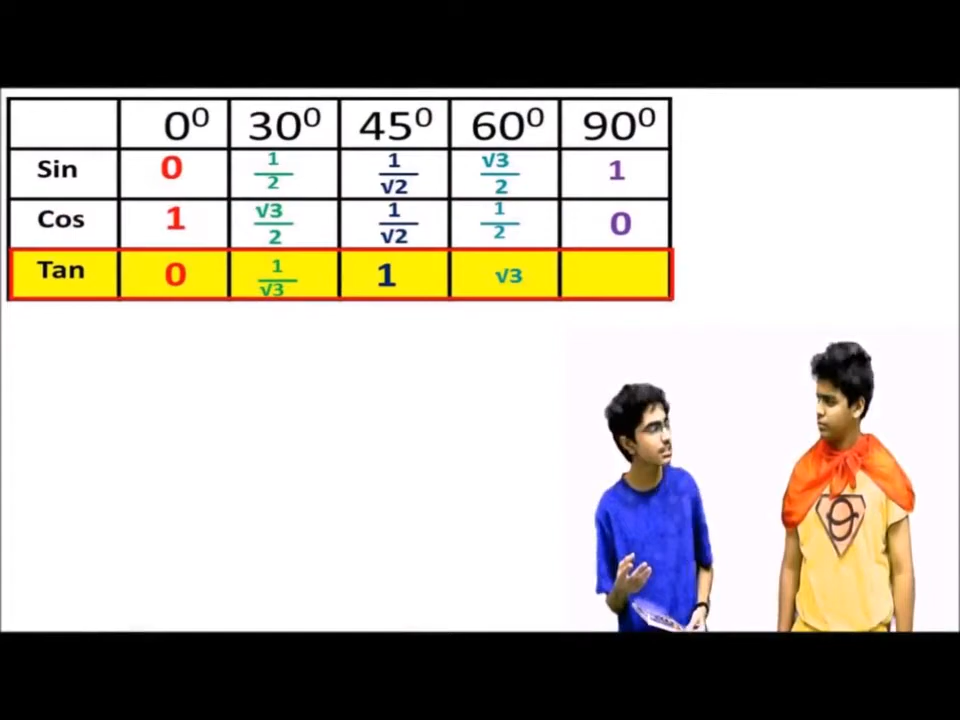 0⁰ 30⁰ 45⁰ 60⁰ 90⁰
Sin 0 1/2 1/√2 √3/2 1
Cos 1 √3/2 1/√2 1/2 0
Tan 0 1/√3 1 √3
θ